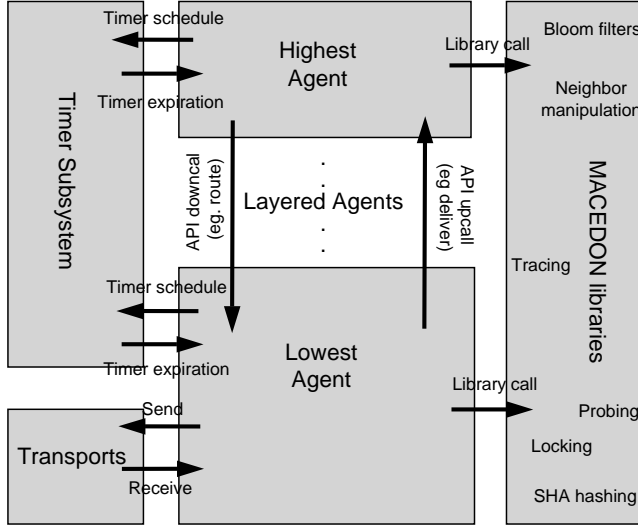 Timer schedule
Timer expiration
Timer Subsystem
Highest
Agent
Library call
Bloom filters
Neighbor
manipulation
API downcal
(eg. route)
.
.
Layered Agents
.
.
API upcall
(eg deliver)
MACEDON libraries
Tracing
Timer schedule
Timer expiration
Lowest
Agent
Library call
Send
Transports
Receive
Probing
Locking
SHA hashing